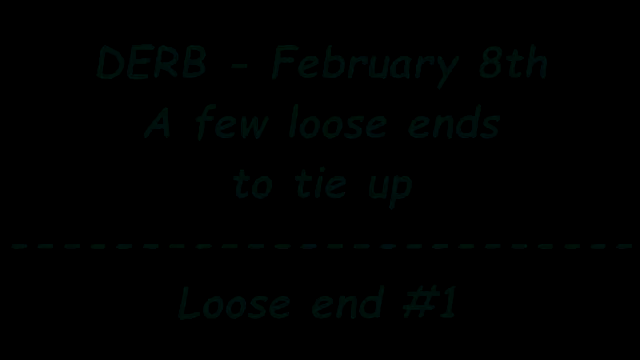 DERB - February 8th
A few loose ends
to tie up
------------------------
Loose end #1